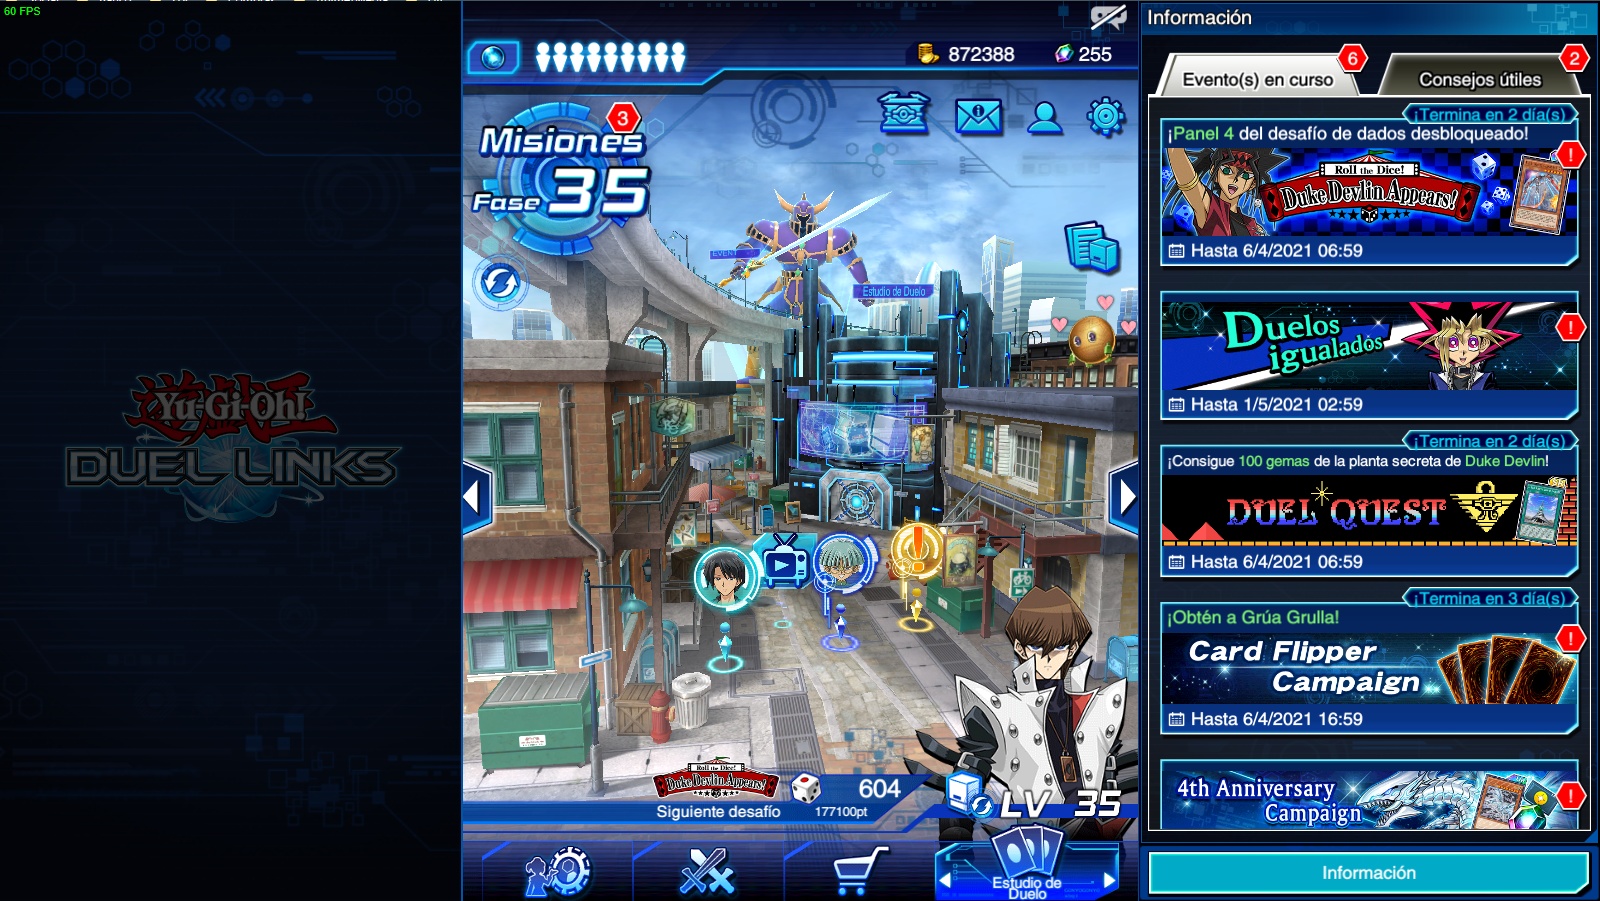 60 FPS
Yu-Gi-Oh!
DUEL LINKS
872388
255
3
Misiones
Fase 35
EVENT
Estudio de Duelo
Roll the Dice!
Duke Devlin Appears!
604
Siguiente desafío
177100pt
LV 35
Estudio de
Duelo
Información
Evento(s) en curso
6
Consejos útiles
2
¡Termina en 2 día(s)
¡Panel 4 del desafío de dados desbloqueado!
Roll the Dice!
Duke Devlin Appears!
Hasta 6/4/2021 06:59
Duelos
igualados
Hasta 1/5/2021 02:59
¡Termina en 2 día(s)
¡Consigue 100 gemas de la planta secreta de Duke Devlin!
DUEL QUEST
Hasta 6/4/2021 06:59
¡Termina en 3 día(s)
¡Obtén a Grúa Grulla!
Card Flipper
Campaign
Hasta 6/4/2021 16:59
4th Anniversary
Campaign
Información